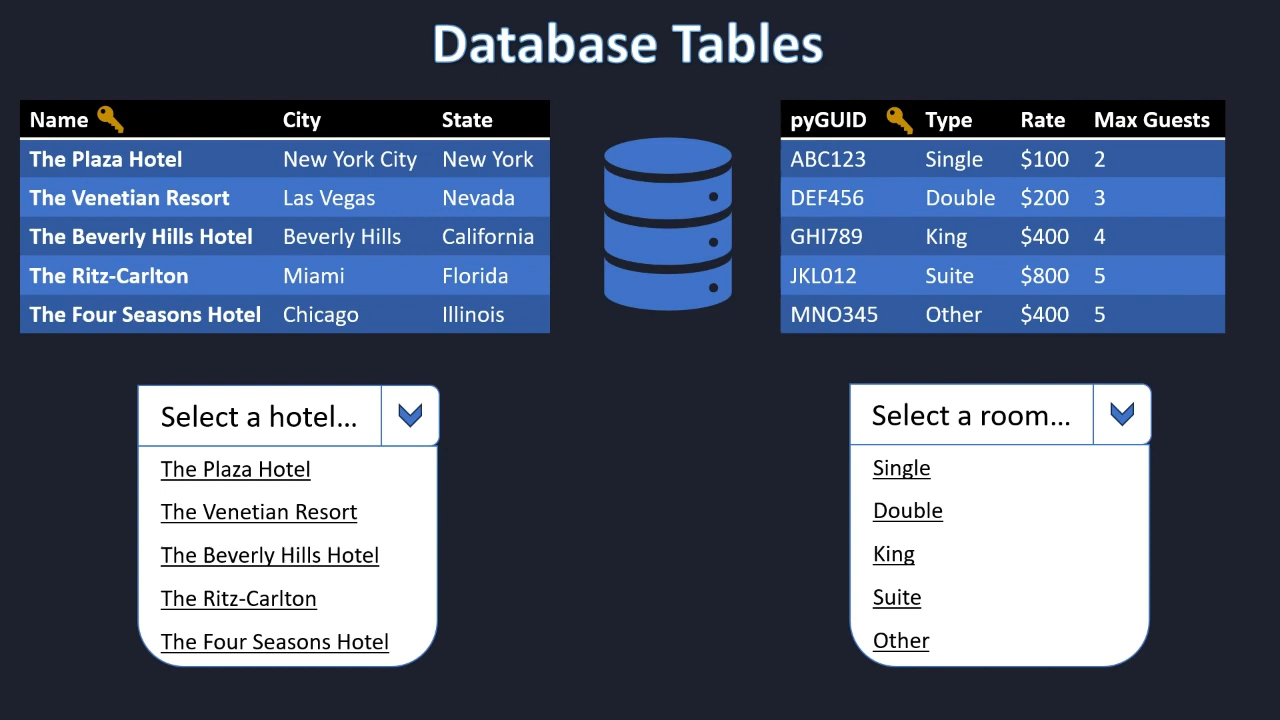 Database Tables
Name City State
The Plaza Hotel New York City New York
The Venetian Resort Las Vegas Nevada
The Beverly Hills Hotel Beverly Hills California
The Ritz-Carlton Miami Florida
The Four Seasons Hotel Chicago Illinois
pyGUID Type Rate Max Guests
ABC123 Single $100 2
DEF456 Double $200 3
GHI789 King $400 4
JKL012 Suite $800 5
MNO345 Other $400 5
Select a hotel...
The Plaza Hotel
The Venetian Resort
The Beverly Hills Hotel
The Ritz-Carlton
The Four Seasons Hotel
Select a room...
Single
Double
King
Suite
Other